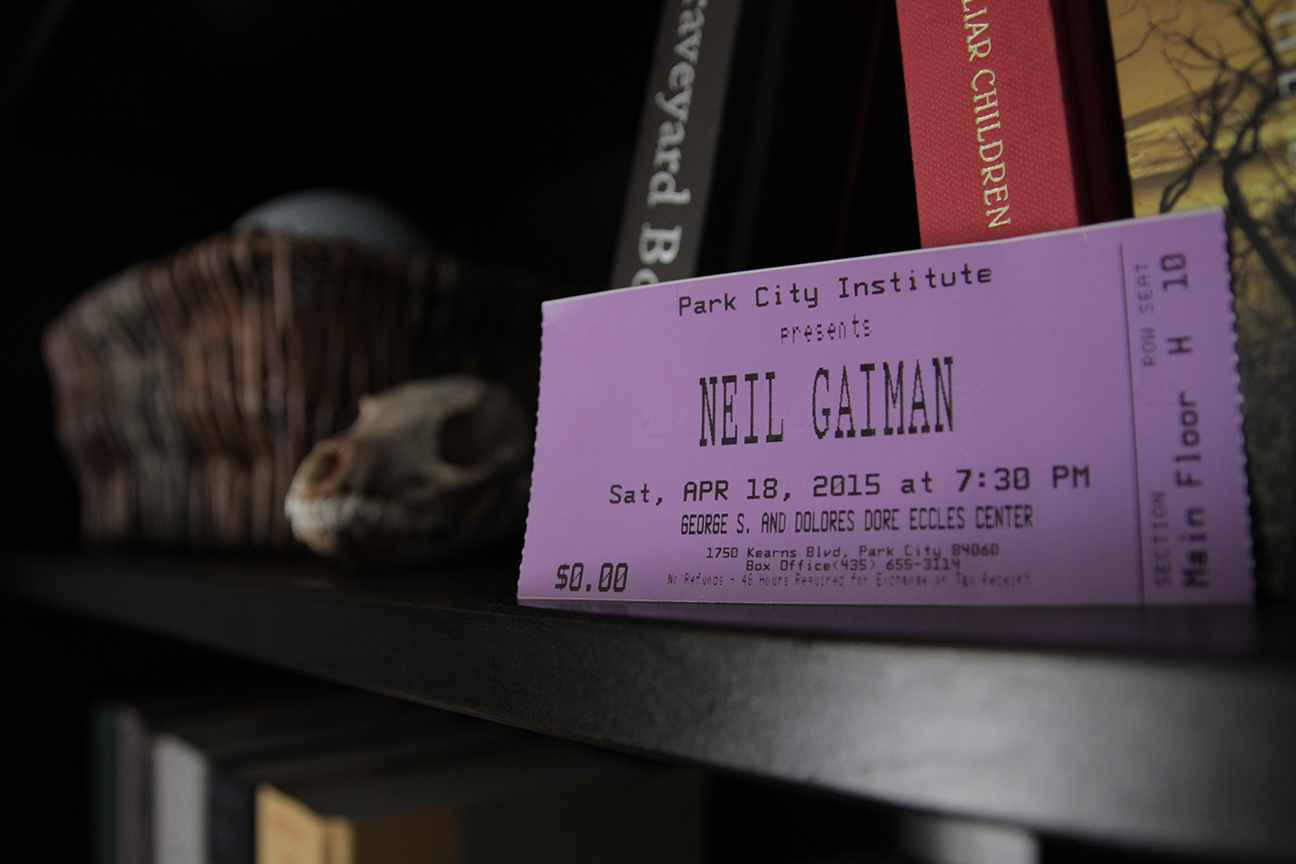 raveyard B
LIAR CHILDREN
Park City Institute
presents
NEIL GAIMAN
Sat, APR 18, 2015 at 7:30 PM
GEORGE S. AND DOLORES DORE ECCLES CENTER
1750 Kearns Blvd, Park City 84060
Box Office(435) 655-3114
$0.00
No Refunds - 48 Hours Required for Exchange or Tax Receipt
ROW SEAT
H 10
SECTION
Main Floor